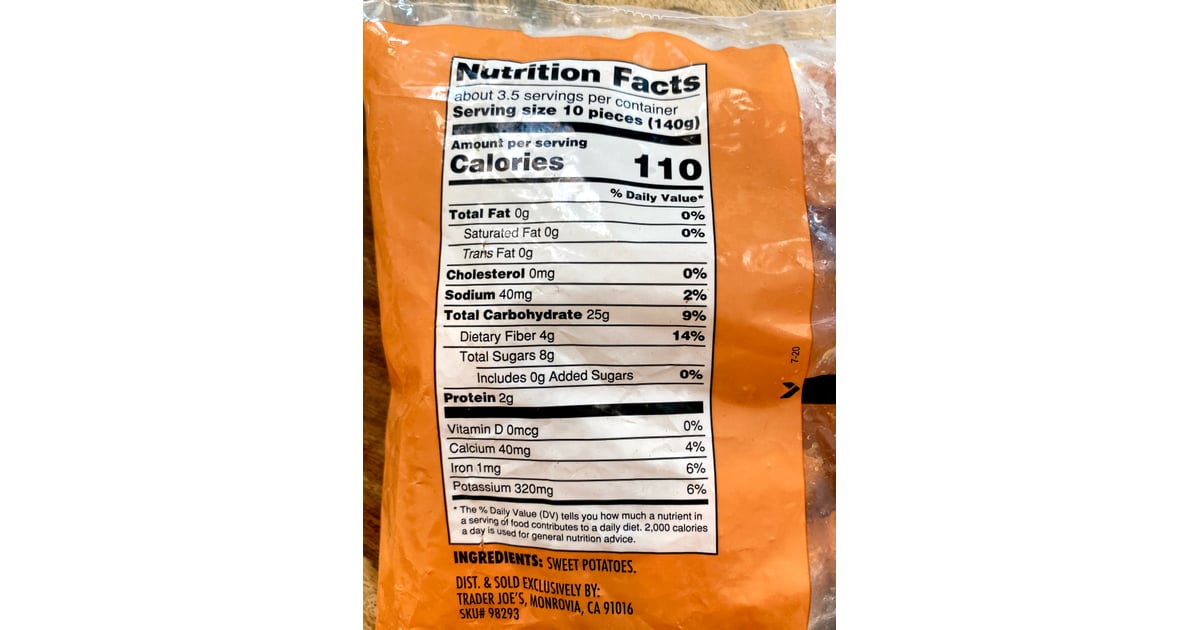 Nutrition Facts
about 3.5 servings per container
Serving size 10 pieces (140g)
Amount per serving
Calories 110
% Daily Value*
Total Fat 0g 0%
Saturated Fat 0g 0%
Trans Fat 0g
Cholesterol 0mg 0%
Sodium 40mg 2%
Total Carbohydrate 25g 9%
Dietary Fiber 4g 14%
Total Sugars 8g
Includes 0g Added Sugars 0%
Protein 2g
Vitamin D 0mcg 0%
Calcium 40mg 4%
Iron 1mg 6%
Potassium 320mg 6%
* The % Daily Value (DV) tells you how much a nutrient in
a serving of food contributes to a daily diet. 2,000 calories
a day is used for general nutrition advice.
INGREDIENTS: SWEET POTATOES.
DIST. & SOLD EXCLUSIVELY BY:
TRADER JOE'S, MONROVIA, CA 91016
SKU# 98293
7-20